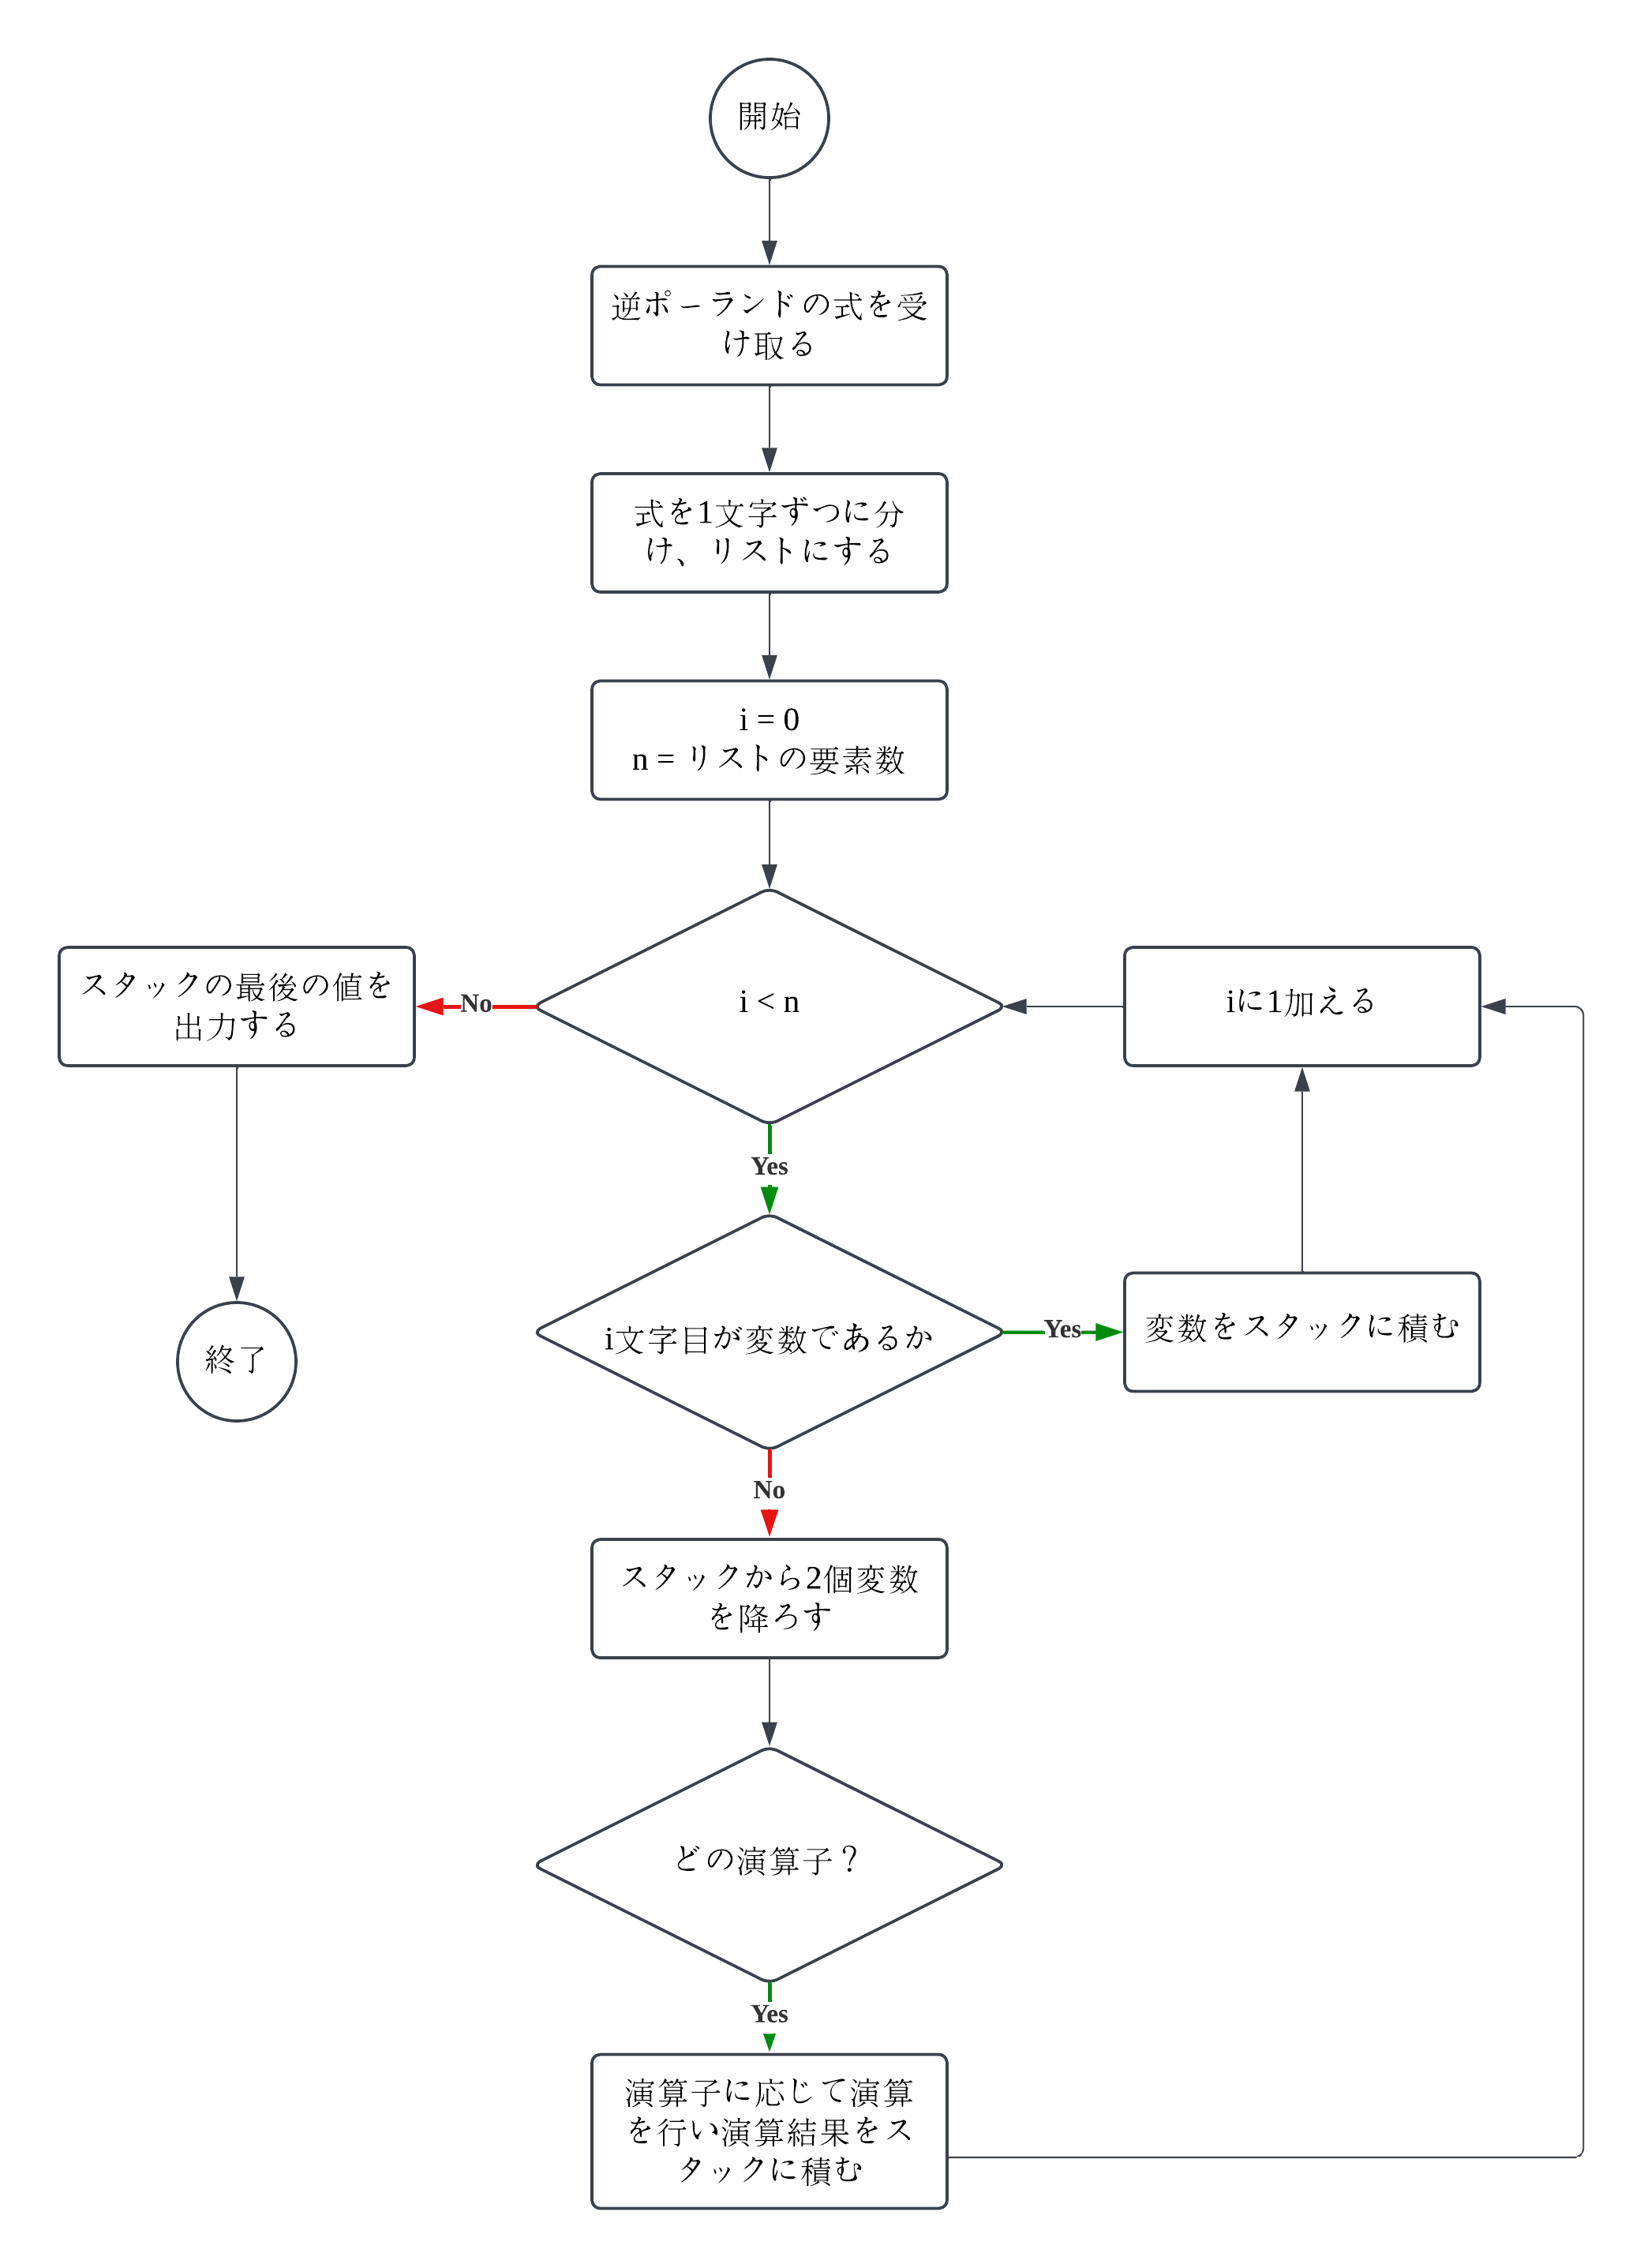 開始
逆ポーランドの式を受
け取る
式を1文字ずつに分
け、リストにする
i = 0
n = リストの要素数
i < n
No
スタックの最後の値を
出力する
終了
iに1加える
Yes
i文字目が変数であるか
Yes
変数をスタックに積む
No
スタックから2個変数
を降ろす
どの演算子？
Yes
演算子に応じて演算
を行い演算結果をス
タックに積む